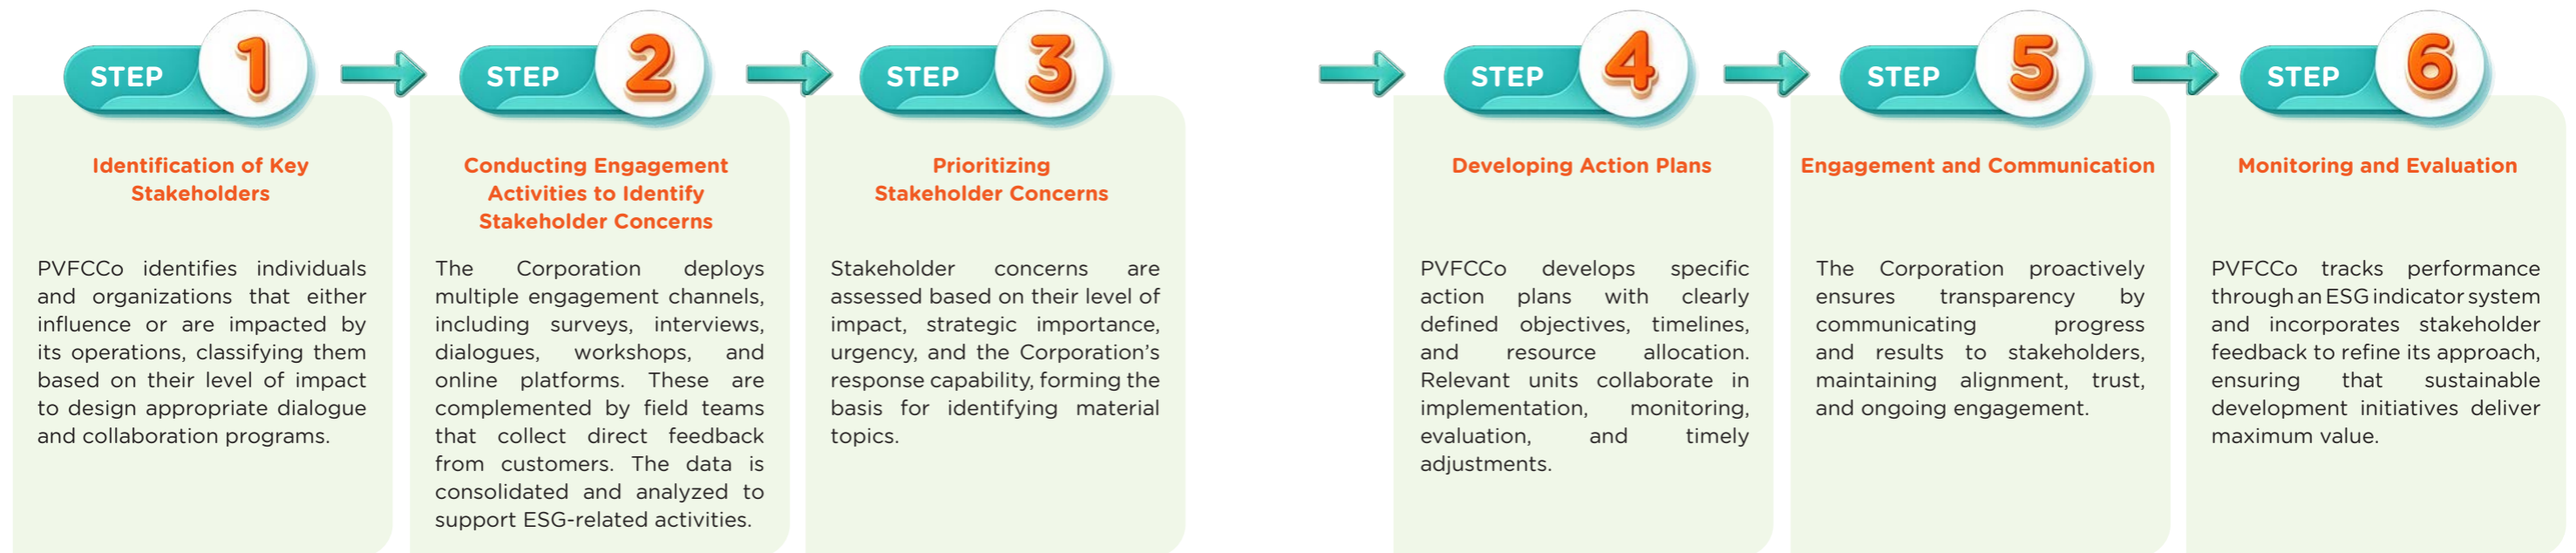 STEP 1
Identification of Key
Stakeholders
PVFCCo identifies individuals
and organizations that either
influence or are impacted by
its operations, classifying them
based on their level of impact
to design appropriate dialogue
and collaboration programs.
STEP 2
Conducting Engagement
Activities to Identify
Stakeholder Concerns
The Corporation deploys
multiple engagement channels,
including surveys, interviews,
dialogues, workshops, and
online platforms. These are
complemented by field teams
that collect direct feedback
from customers. The data is
consolidated and analyzed to
support ESG-related activities.
STEP 3
Prioritizing
Stakeholder Concerns
Stakeholder concerns are
assessed based on their level of
impact, strategic importance,
urgency, and the Corporation’s
response capability, forming the
basis for identifying material
topics.
STEP 4
Developing Action Plans
PVFCCo develops specific
action plans with clearly
defined objectives, timelines,
and resource allocation.
Relevant units collaborate in
implementation, monitoring,
evaluation, and timely
adjustments.
STEP 5
Engagement and Communication
The Corporation proactively
ensures transparency by
communicating progress
and results to stakeholders,
maintaining alignment, trust,
and ongoing engagement.
STEP 6
Monitoring and Evaluation
PVFCCo tracks performance
through an ESG indicator system
and incorporates stakeholder
feedback to refine its approach,
ensuring that sustainable
development initiatives deliver
maximum value.